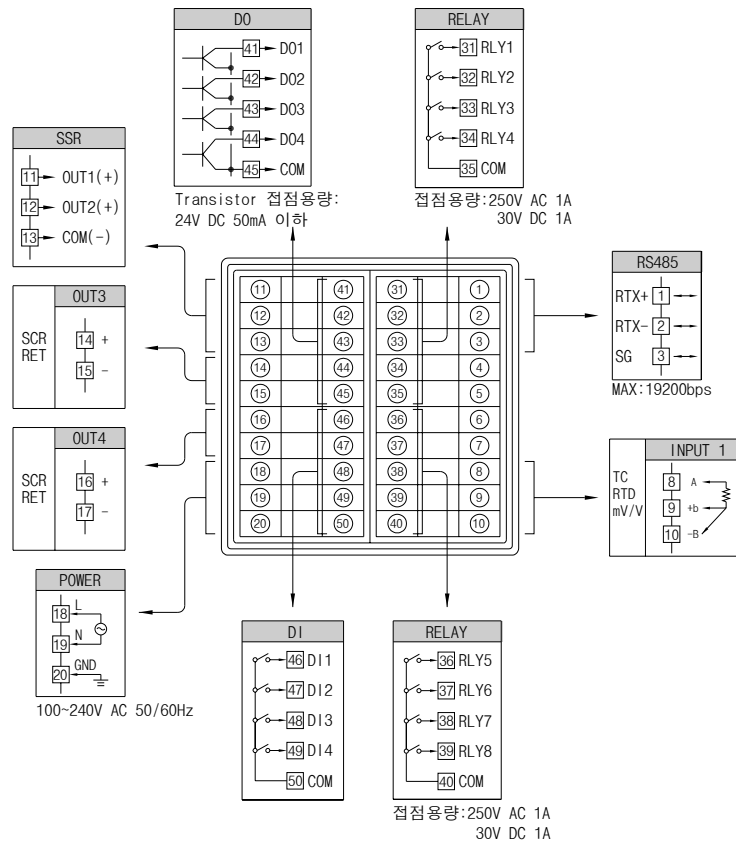 DO
41 DO1
42 DO2
43 DO3
44 DO4
45 COM
Transistor 접점용량:
24V DC 50mA 이하
RELAY
31 RLY1
32 RLY2
33 RLY3
34 RLY4
35 COM
접점용량:250V AC 1A
30V DC 1A
SSR
11 OUT1(+)
12 OUT2(+)
13 COM(-)
OUT3
SCR
RET
14 +
15 -
OUT4
SCR
RET
16 +
17 -
POWER
18 L
19 N
20 GND
100~240V AC 50/60Hz
11 41 31 1
12 42 32 2
13 43 33 3
14 44 34 4
15 45 35 5
16 46 36 6
17 47 37 7
18 48 38 8
19 49 39 9
20 50 40 10
RS485
RTX+ 1
RTX- 2
SG 3
MAX:19200bps
INPUT 1
TC
RTD
mV/V
8 A
9 +b
10 -B
DI
46 DI1
47 DI2
48 DI3
49 DI4
50 COM
RELAY
36 RLY5
37 RLY6
38 RLY7
39 RLY8
40 COM
접점용량:250V AC 1A
30V DC 1A